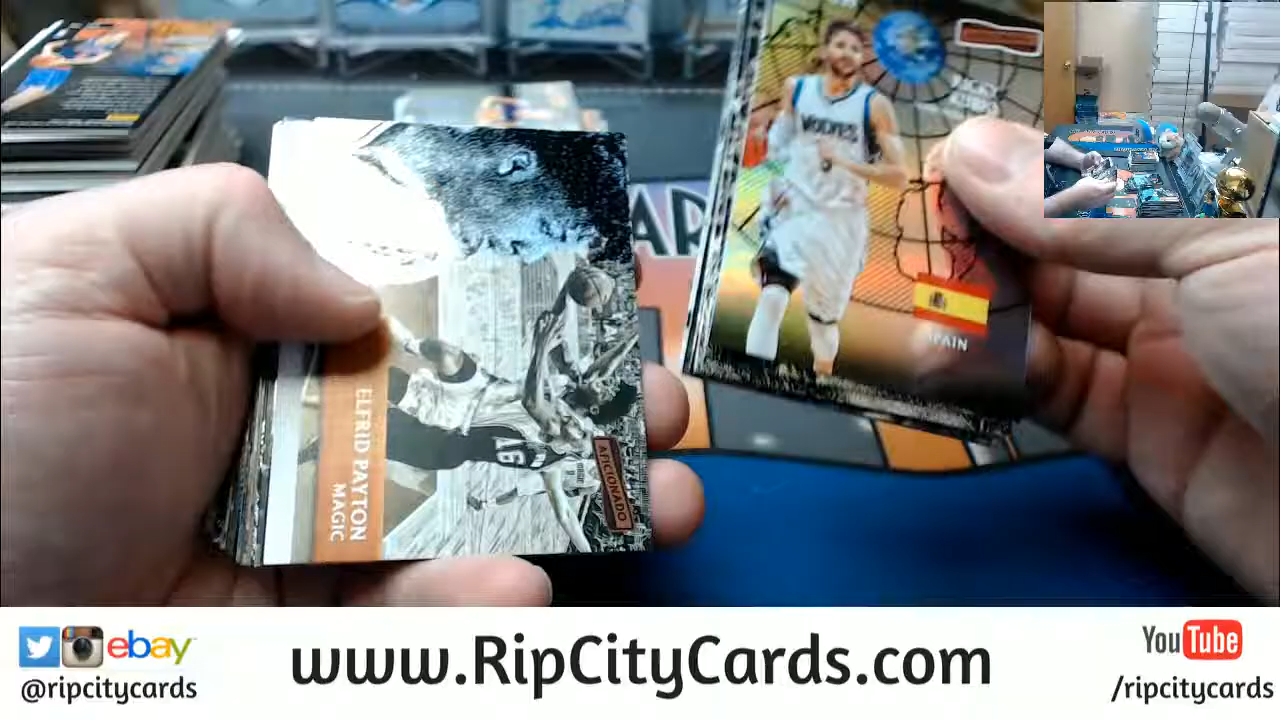 WOLVES
SPAIN
ELFRID PAYTON
MAGIC
AFICIONADO
ebay
@ripcitycards
www.RipCityCards.com
YouTube
/ripcitycards